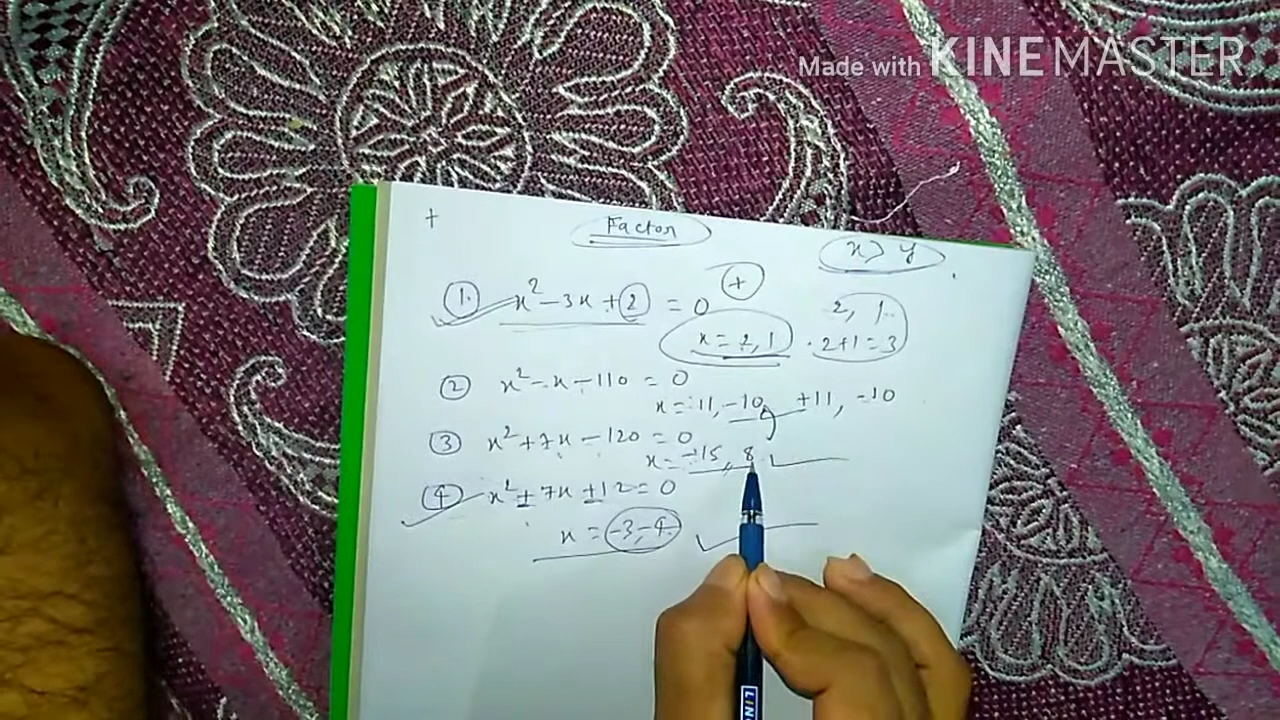 Made with KINEMASTER
+ Factor
x > y
① x² - 3x + 2 = 0 (+) 2, 1
x = 2, 1 . 2+1 = 3
② x² - x - 110 = 0
x = 11, -10 +11, -10
③ x² + 7x - 120 = 0
x = -15, 8
④ x² + 7x + 12 = 0
x = -3, -4
LIN